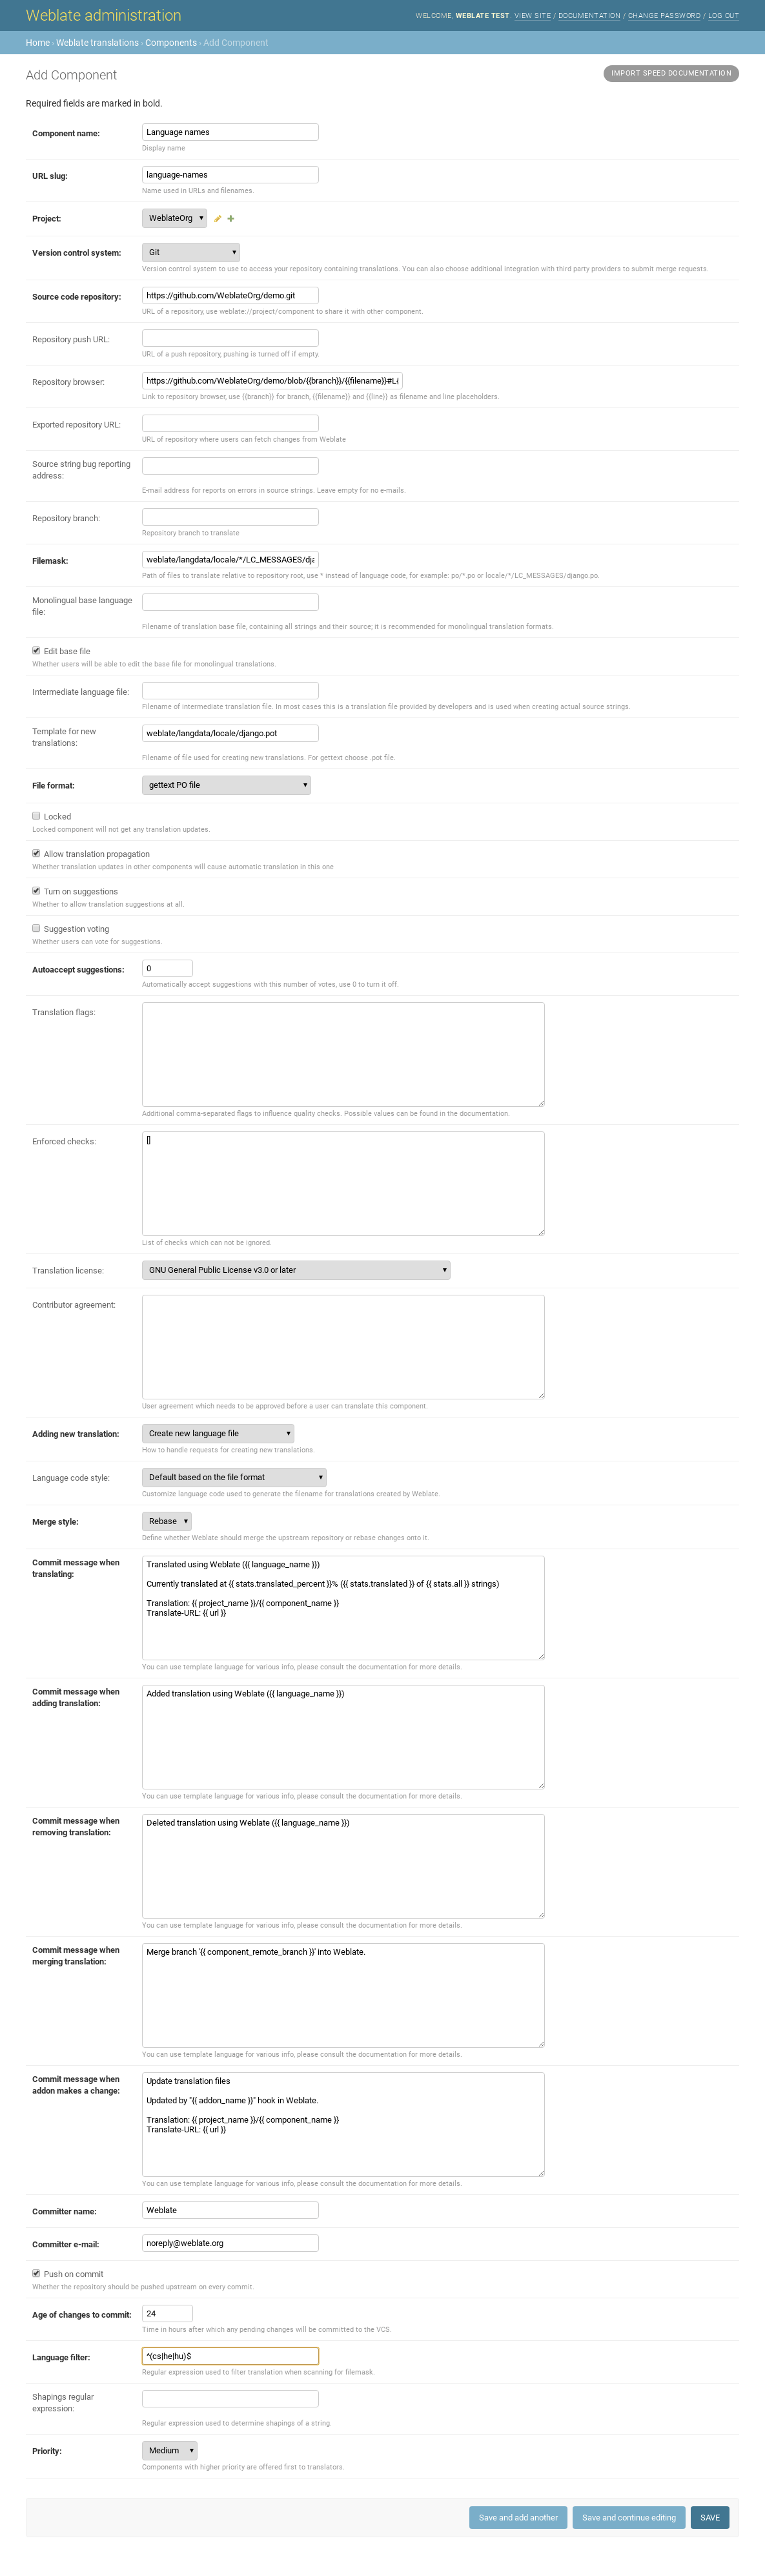 Weblate administration
WELCOME, WEBLATE TEST. VIEW SITE / DOCUMENTATION / CHANGE PASSWORD / LOG OUT
Home › Weblate translations › Components › Add Component
Add Component
IMPORT SPEED DOCUMENTATION
Required fields are marked in bold.
Component name:
Language names
Display name
URL slug:
language-names
Name used in URLs and filenames.
Project:
WeblateOrg
Version control system:
Git
Version control system to use to access your repository containing translations. You can also choose additional integration with third party providers to submit merge requests.
Source code repository:
https://github.com/WeblateOrg/demo.git
URL of a repository, use weblate://project/component to share it with other component.
Repository push URL:
URL of a push repository, pushing is turned off if empty.
Repository browser:
https://github.com/WeblateOrg/demo/blob/{{branch}}/{{filename}}#L{
Link to repository browser, use {{branch}} for branch, {{filename}} and {{line}} as filename and line placeholders.
Exported repository URL:
URL of repository where users can fetch changes from Weblate
Source string bug reporting
address:
E-mail address for reports on errors in source strings. Leave empty for no e-mails.
Repository branch:
Repository branch to translate
Filemask:
weblate/langdata/locale/*/LC_MESSAGES/dja
Path of files to translate relative to repository root, use * instead of language code, for example: po/*.po or locale/*/LC_MESSAGES/django.po.
Monolingual base language
file:
Filename of translation base file, containing all strings and their source; it is recommended for monolingual translation formats.
Edit base file
Whether users will be able to edit the base file for monolingual translations.
Intermediate language file:
Filename of intermediate translation file. In most cases this is a translation file provided by developers and is used when creating actual source strings.
Template for new
translations:
weblate/langdata/locale/django.pot
Filename of file used for creating new translations. For gettext choose .pot file.
File format:
gettext PO file
Locked
Locked component will not get any translation updates.
Allow translation propagation
Whether translation updates in other components will cause automatic translation in this one
Turn on suggestions
Whether to allow translation suggestions at all.
Suggestion voting
Whether users can vote for suggestions.
Autoaccept suggestions:
0
Automatically accept suggestions with this number of votes, use 0 to turn it off.
Translation flags:
Additional comma-separated flags to influence quality checks. Possible values can be found in the documentation.
Enforced checks:
[]
List of checks which can not be ignored.
Translation license:
GNU General Public License v3.0 or later
Contributor agreement:
User agreement which needs to be approved before a user can translate this component.
Adding new translation:
Create new language file
How to handle requests for creating new translations.
Language code style:
Default based on the file format
Customize language code used to generate the filename for translations created by Weblate.
Merge style:
Rebase
Define whether Weblate should merge the upstream repository or rebase changes onto it.
Commit message when
translating:
Translated using Weblate ({{ language_name }})
Currently translated at {{ stats.translated_percent }}% ({{ stats.translated }} of {{ stats.all }} strings)
Translation: {{ project_name }}/{{ component_name }}
Translate-URL: {{ url }}
You can use template language for various info, please consult the documentation for more details.
Commit message when
adding translation:
Added translation using Weblate ({{ language_name }})
You can use template language for various info, please consult the documentation for more details.
Commit message when
removing translation:
Deleted translation using Weblate ({{ language_name }})
You can use template language for various info, please consult the documentation for more details.
Commit message when
merging translation:
Merge branch '{{ component_remote_branch }}' into Weblate.
You can use template language for various info, please consult the documentation for more details.
Commit message when
addon makes a change:
Update translation files
Updated by "{{ addon_name }}" hook in Weblate.
Translation: {{ project_name }}/{{ component_name }}
Translate-URL: {{ url }}
You can use template language for various info, please consult the documentation for more details.
Committer name:
Weblate
Committer e-mail:
noreply@weblate.org
Push on commit
Whether the repository should be pushed upstream on every commit.
Age of changes to commit:
24
Time in hours after which any pending changes will be committed to the VCS.
Language filter:
^(cs|he|hu)$
Regular expression used to filter translation when scanning for filemask.
Shapings regular
expression:
Regular expression used to determine shapings of a string.
Priority:
Medium
Components with higher priority are offered first to translators.
Save and add another
Save and continue editing
SAVE